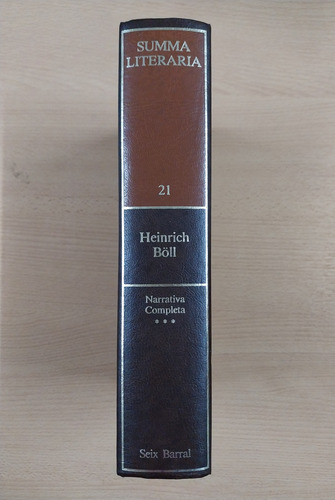 SUMMA
LITERARIA
21
Heinrich
Böll
Narrativa
Completa
***
Seix Barral